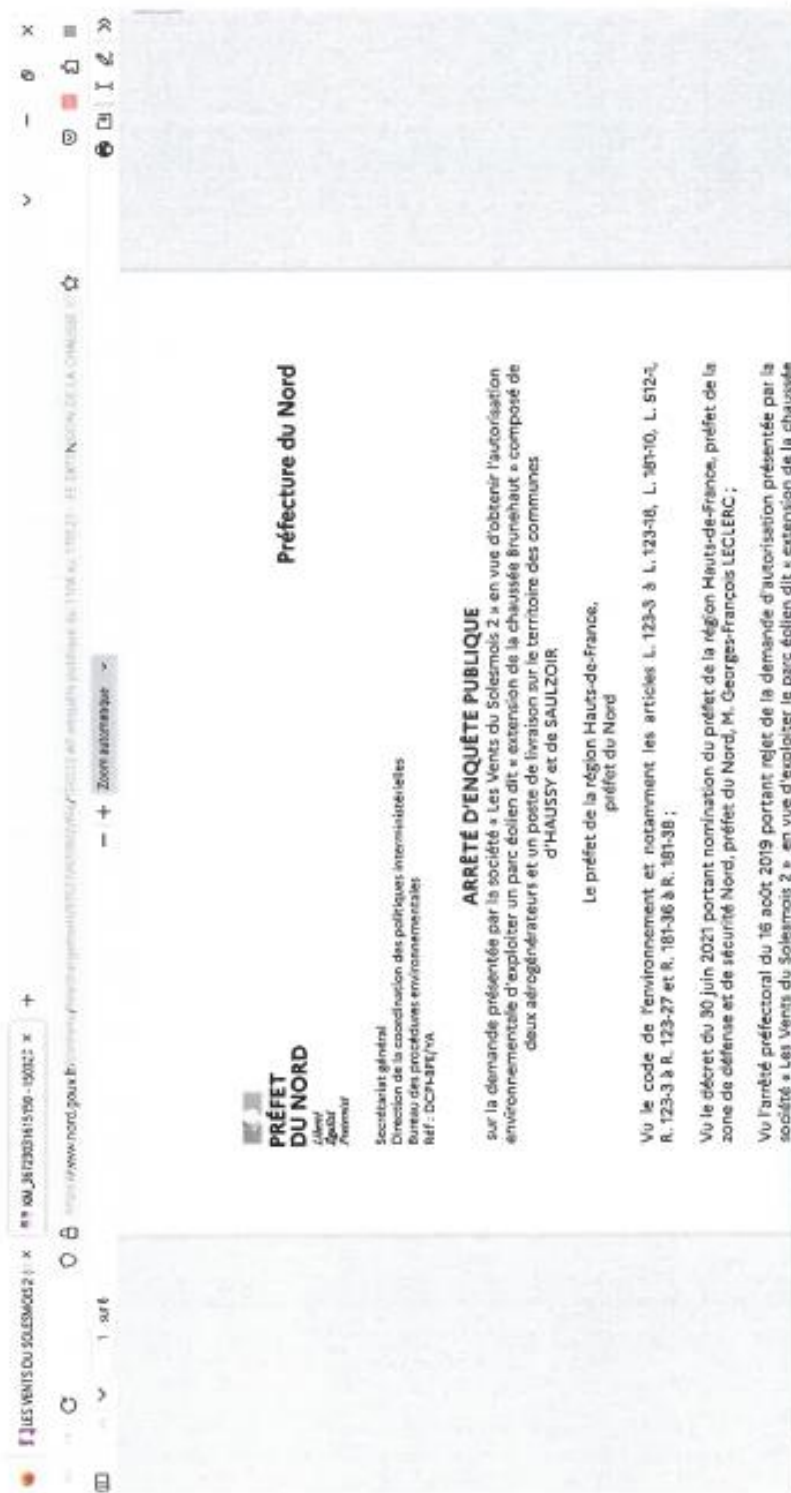 LES VENTS DU SOLESMOIS 2
1 sur 6
Zoom automatique
PRÉFET
DU NORD
Liberté
Égalité
Fraternité
Préfecture du Nord
Secrétariat général
Direction de la coordination des politiques interministérielles
Bureau des procédures environnementales
Réf : DCPI-BPE/YA
ARRÊTÉ D'ENQUÊTE PUBLIQUE
sur la demande présentée par la société « Les Vents du Solesmois 2 » en vue d'obtenir l'autorisation
environnementale d'exploiter un parc éolien dit « extension de la chaussée Brunehaut » composé de
deux aérogénérateurs et un poste de livraison sur le territoire des communes
d'HAUSSY et de SAULZOIR
Le préfet de la région Hauts-de-France,
préfet du Nord
Vu le code de l'environnement et notamment les articles L. 123-3 à L. 123-18, L. 181-10, L. 512-1,
R. 123-3 à R. 123-27 et R. 181-36 à R. 181-38 ;
Vu le décret du 30 juin 2021 portant nomination du préfet de la région Hauts-de-France, préfet de la
zone de défense et de sécurité Nord, préfet du Nord, M. Georges-François LECLERC ;
Vu l'arrêté préfectoral du 16 août 2019 portant rejet de la demande d'autorisation présentée par la
société « Les Vents du Solesmois 2 » en vue d'exploiter le parc éolien dit « extension de la chaussée